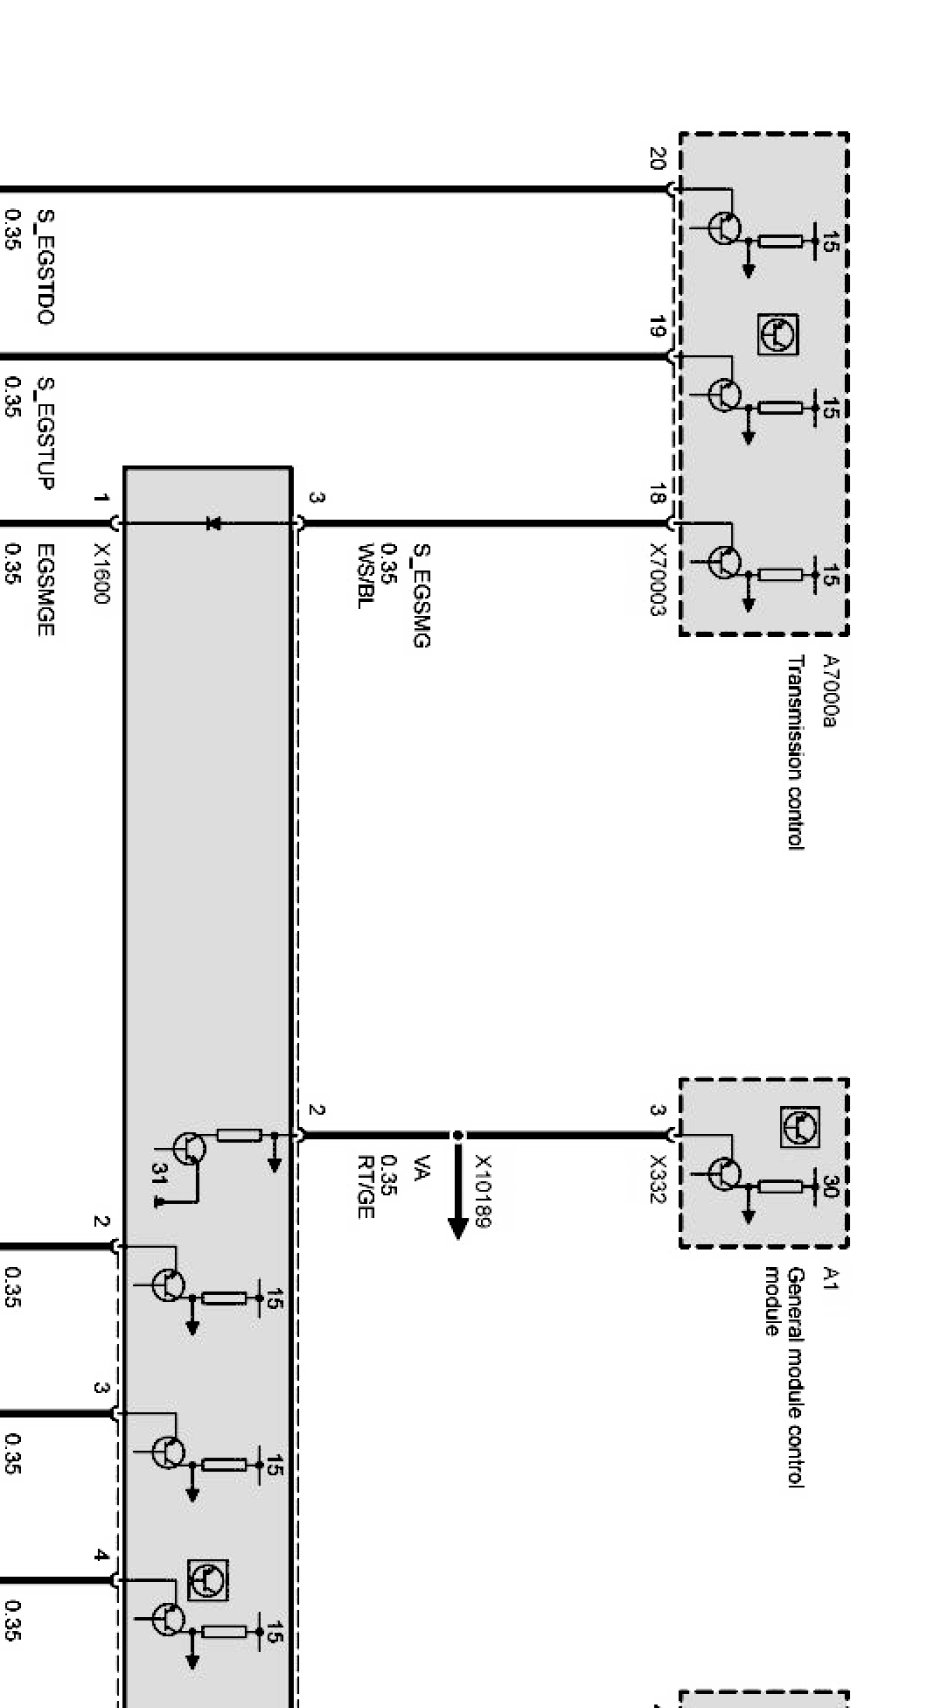 A7000a
Transmission control
15
15
15
20
19
18
X70003
S_EGSMG
0.35
WS/BL
3
1
X1600
S_EGSTDO
0.35
S_EGSTUP
0.35
EGSMGE
0.35
A1
General module control
module
30
3
X332
X10189
VA
0.35
RT/GE
2
31
15
15
15
2
3
4
0.35
0.35
0.35